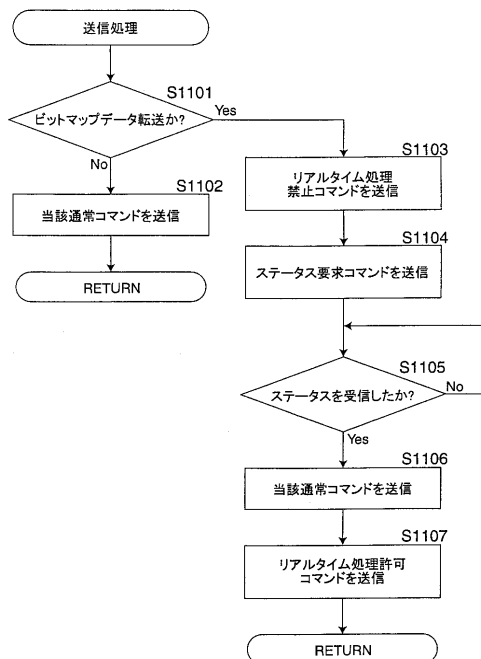 送信処理
S1101
ビットマップデータ転送か?
Yes
No
S1102
当該通常コマンドを送信
RETURN
S1103
リアルタイム処理
禁止コマンドを送信
S1104
ステータス要求コマンドを送信
S1105
ステータスを受信したか?
No
Yes
S1106
当該通常コマンドを送信
S1107
リアルタイム処理許可
コマンドを送信
RETURN